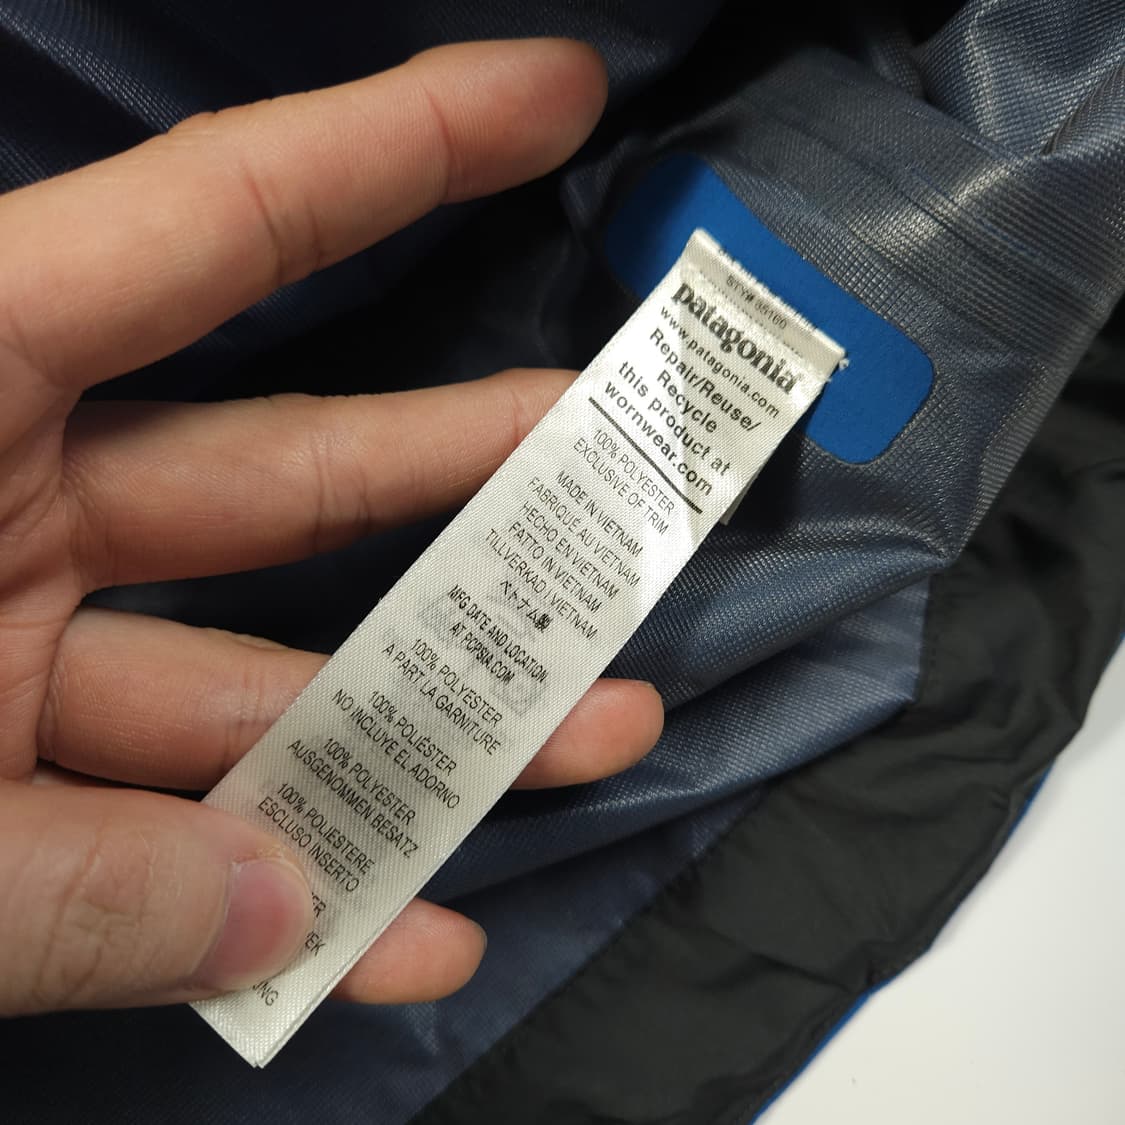 STY# 85160
patagonia®
www.patagonia.com
Repair/Reuse/
Recycle
this product at
wornwear.com
100% POLYESTER
EXCLUSIVE OF TRIM
MADE IN VIETNAM
FABRIQUÉ AU VIETNAM
HECHO EN VIETNAM
FATTO IN VIETNAM
TILLVERKAD I VIETNAM
ベトナム製
MFG DATE AND LOCATION
AT PCPSIA.COM
100% POLYESTER
A PART LA GARNITURE
100% POLIÉSTER
NO INCLUYE EL ADORNO
100% POLYESTER
AUSGENOMMEN BESATZ
100% POLIESTERE
ESCLUSO INSERTO